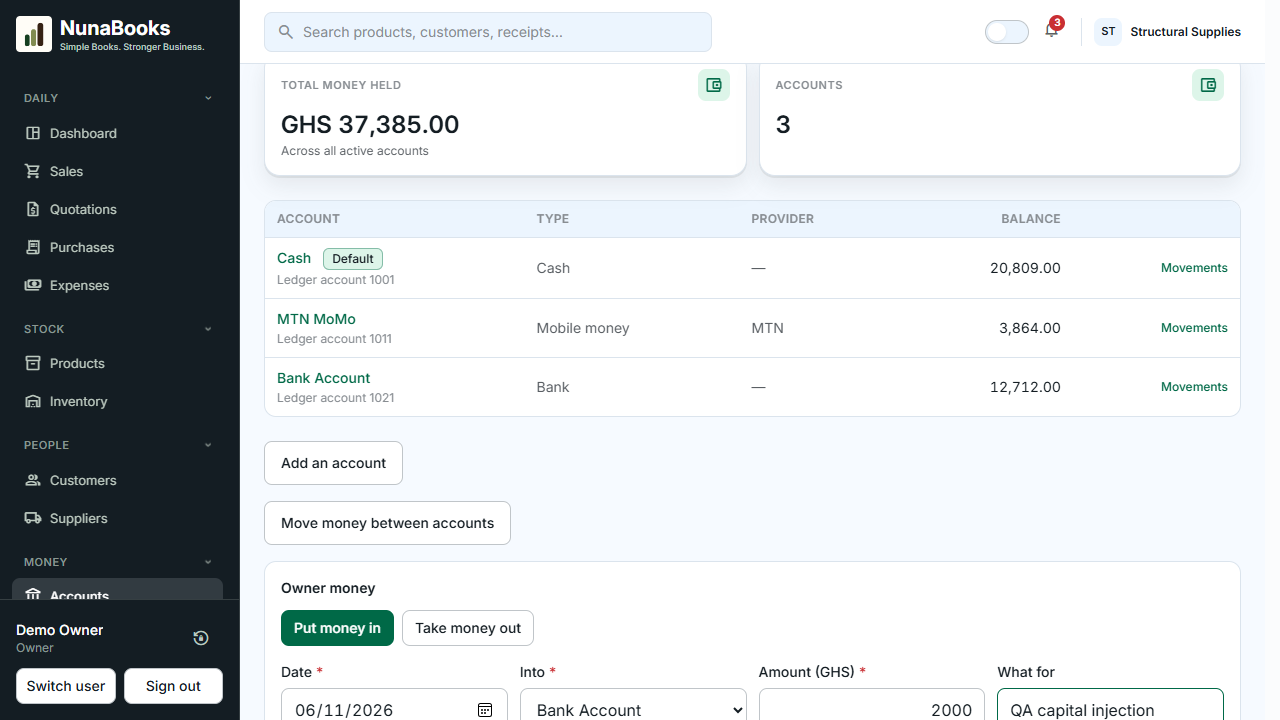 NunaBooks
Simple Books. Stronger Business.
DAILY
Dashboard
Sales
Quotations
Purchases
Expenses
STOCK
Products
Inventory
PEOPLE
Customers
Suppliers
MONEY
Accounts
Demo Owner
Owner
Switch user
Sign out
Search products, customers, receipts...
3
ST
Structural Supplies
TOTAL MONEY HELD
GHS 37,385.00
Across all active accounts
ACCOUNTS
3
ACCOUNT TYPE PROVIDER BALANCE
Cash Default
Ledger account 1001
Cash — 20,809.00 Movements
MTN MoMo
Ledger account 1011
Mobile money MTN 3,864.00 Movements
Bank Account
Ledger account 1021
Bank — 12,712.00 Movements
Add an account
Move money between accounts
Owner money
Put money in Take money out
Date * Into * Amount (GHS) * What for
06/11/2026 Bank Account 2000 QA capital injection